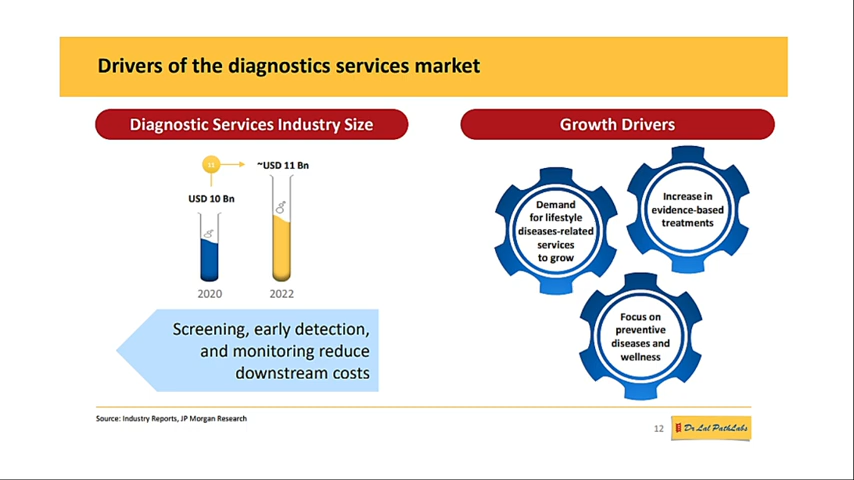 Drivers of the diagnostics services market
Diagnostic Services Industry Size
11
~USD 11 Bn
USD 10 Bn
2020
2022
Screening, early detection,
and monitoring reduce
downstream costs
Growth Drivers
Demand
for lifestyle
diseases-related
services
to grow
Increase in
evidence-based
treatments
Focus on
preventive
diseases and
wellness
Source: Industry Reports, JP Morgan Research
12
Dr Lal PathLabs